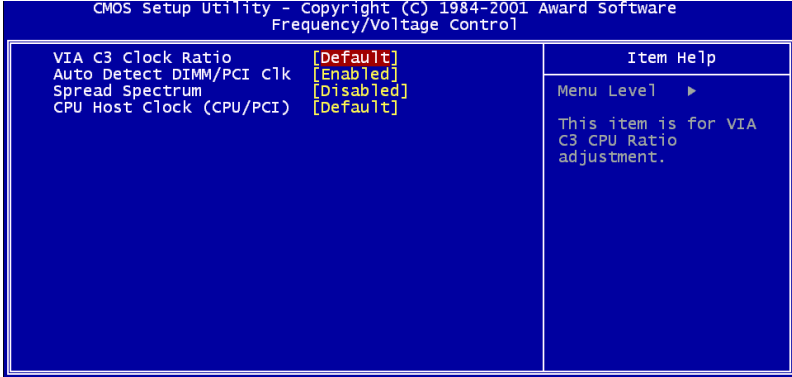 CMOS Setup Utility – Copyright (C) 1984-2001 Award Software
Frequency/Voltage Control
VIA C3 Clock Ratio [Default]
Auto Detect DIMM/PCI Clk [Enabled]
Spread Spectrum [Disabled]
CPU Host Clock (CPU/PCI) [Default]
Item Help
Menu Level ►
This item is for VIA
C3 CPU Ratio
adjustment.